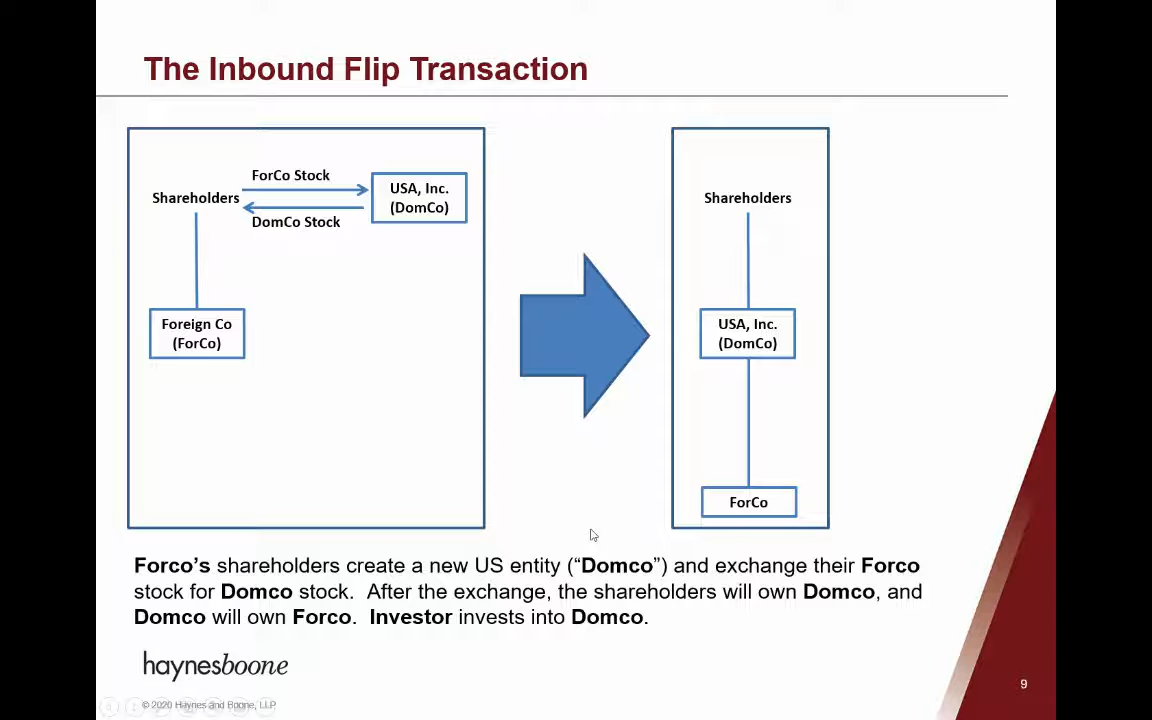 The Inbound Flip Transaction
ForCo Stock
Shareholders
USA, Inc.
(DomCo)
DomCo Stock
Foreign Co
(ForCo)
Shareholders
USA, Inc.
(DomCo)
ForCo
Forco's shareholders create a new US entity (“Domco”) and exchange their Forco
stock for Domco stock. After the exchange, the shareholders will own Domco, and
Domco will own Forco. Investor invests into Domco.
haynesboone
© 2020 Haynes and Boone, LLP
9